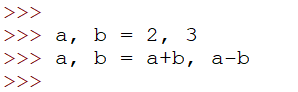 >>>
>>> a, b = 2, 3
>>> a, b = a+b, a-b
>>>